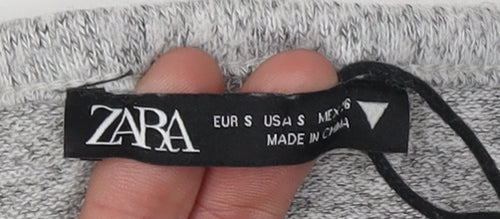 ZARA
EUR S USA S MEX 26
MADE IN CHINA